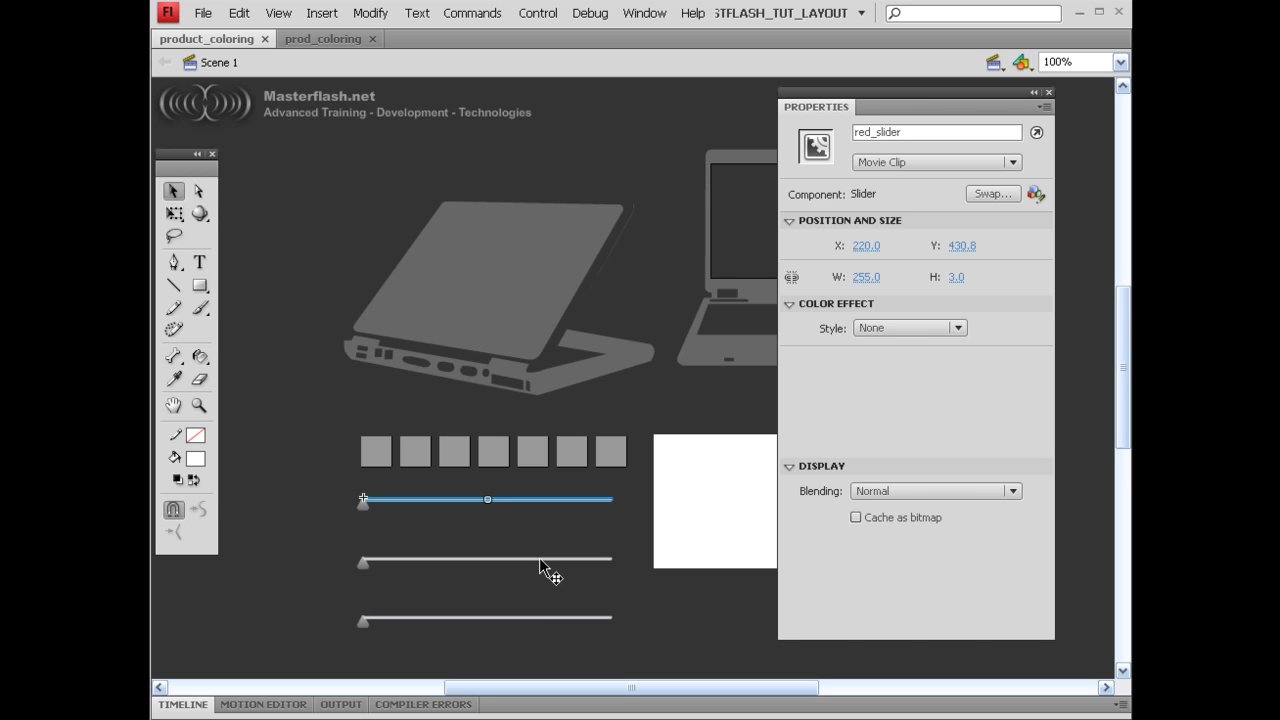 Fl File Edit View Insert Modify Text Commands Control Debug Window Help STFLASH_TUT_LAYOUT
product_coloring × prod_coloring ×
Scene 1 100%
Masterflash.net
Advanced Training - Development - Technologies
PROPERTIES
red_slider
Movie Clip
Component: Slider Swap...
POSITION AND SIZE
X: 220.0 Y: 430.8
W: 255.0 H: 3.0
COLOR EFFECT
Style: None
DISPLAY
Blending: Normal
Cache as bitmap
T
TIMELINE MOTION EDITOR OUTPUT COMPILER ERRORS